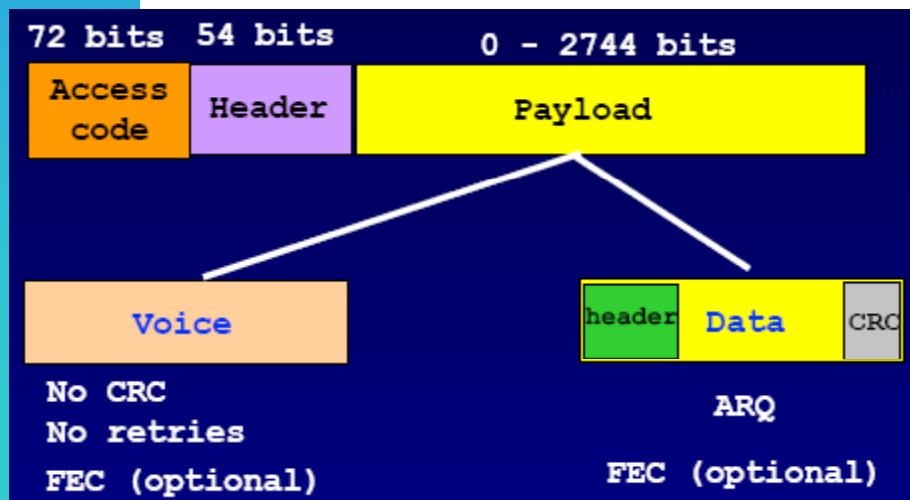 72 bits 54 bits 0 - 2744 bits
Access
code
Header
Payload
Voice
header Data CRC
No CRC
No retries
FEC (optional)
ARQ
FEC (optional)